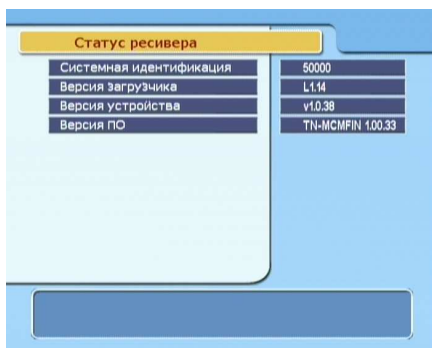 Статус ресивера
Системная идентификация 50000
Версия Загрузчика L1.14
Версия устройства v1.0.38
Версия ПО TN-MCMFIN 1.00.33